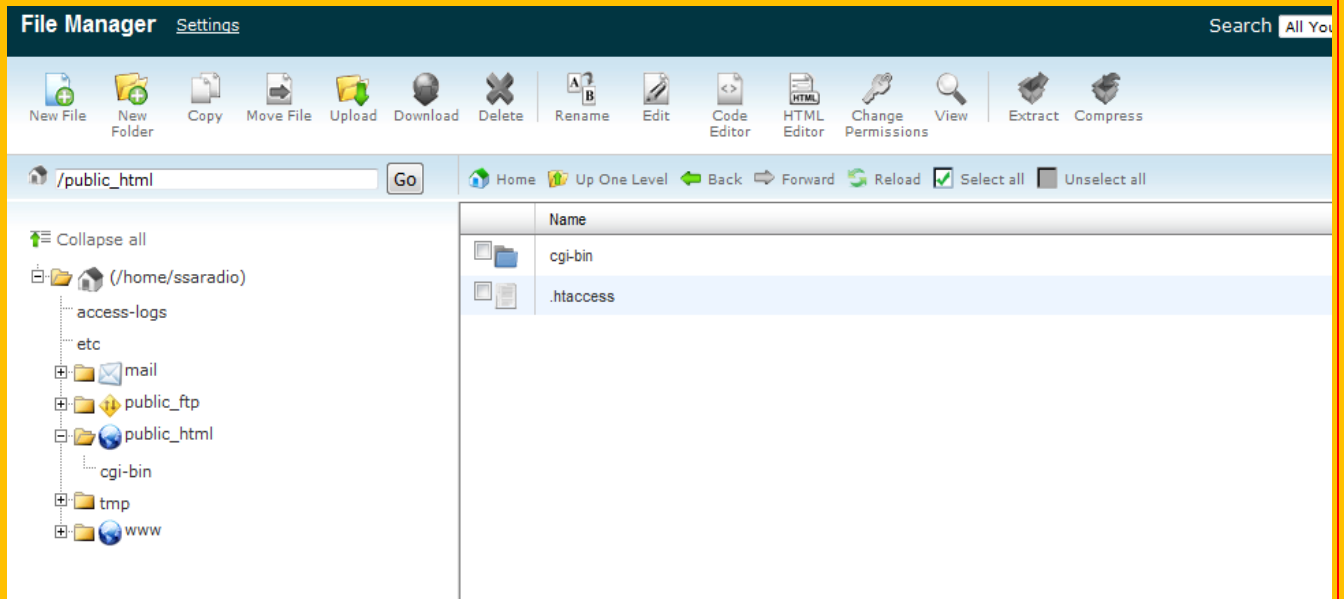 File Manager Settings Search All You
New File New Folder Copy Move File Upload Download Delete Rename Edit Code Editor HTML Editor Change Permissions View Extract Compress
/public_html Go Home Up One Level Back Forward Reload Select all Unselect all
Name
Collapse all
cgi-bin
(/home/ssaradio)
.htaccess
access-logs
etc
mail
public_ftp
public_html
cgi-bin
tmp
www